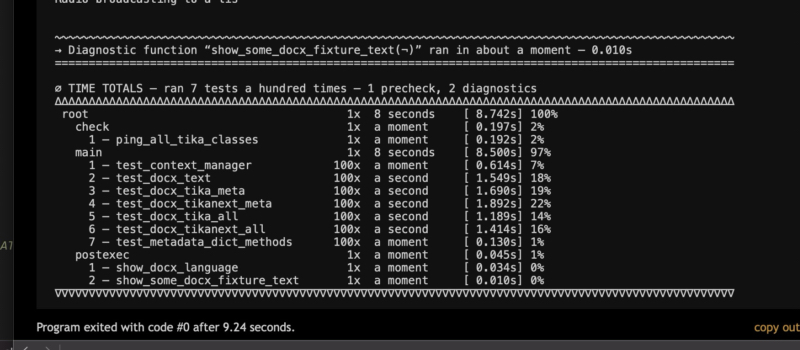 Radio broadcasting to a tis
→ Diagnostic function “show_some_docx_fixture_text(¬)” ran in about a moment — 0.010s
================================================================================
∅ TIME TOTALS — ran 7 tests a hundred times — 1 precheck, 2 diagnostics
root 1x 8 seconds [ 8.742s] 100%
check 1x a moment [ 0.197s] 2%
1 — ping_all_tika_classes 1x a moment [ 0.192s] 2%
main 1x 8 seconds [ 8.500s] 97%
1 — test_context_manager 100x a moment [ 0.614s] 7%
2 — test_docx_text 100x a second [ 1.549s] 18%
3 — test_docx_tika_meta 100x a second [ 1.690s] 19%
4 — test_docx_tikanext_meta 100x a second [ 1.892s] 22%
5 — test_docx_tika_all 100x a second [ 1.189s] 14%
6 — test_docx_tikanext_all 100x a second [ 1.414s] 16%
7 — test_metadata_dict_methods 100x a moment [ 0.130s] 1%
postexec 1x a moment [ 0.045s] 1%
1 — show_docx_language 1x a moment [ 0.034s] 0%
2 — show_some_docx_fixture_text 1x a moment [ 0.010s] 0%
Program exited with code #0 after 9.24 seconds.
copy out